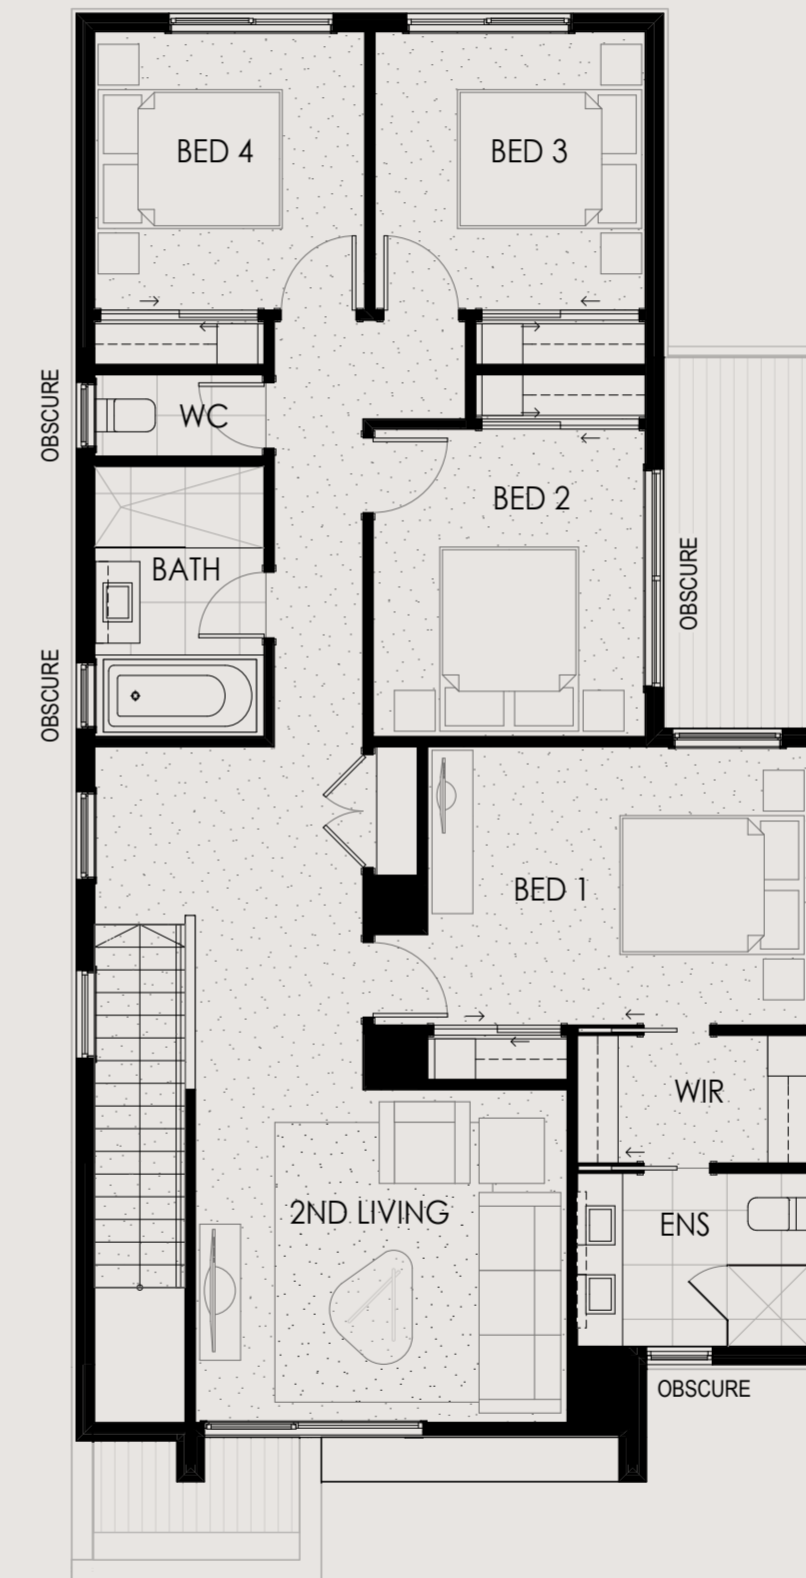 BED 4
BED 3
OBSCURE
WC
BED 2
BATH
OBSCURE
OBSCURE
BED 1
WIR
2ND LIVING
ENS
OBSCURE